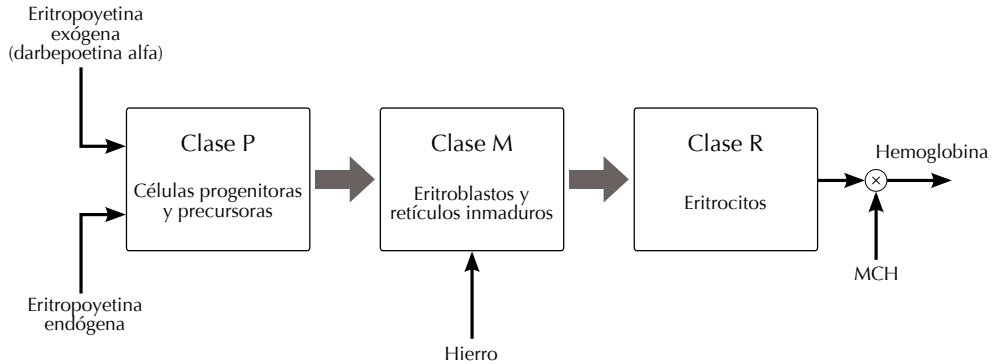 Eritropoyetina
exógena
(darbepoetina alfa)
Clase P
Células progenitoras
y precursoras
Clase M
Eritroblastos y
retículos inmaduros
Clase R
Eritrocitos
Hemoglobina
×
MCH
Eritropoyetina
endógena
Hierro